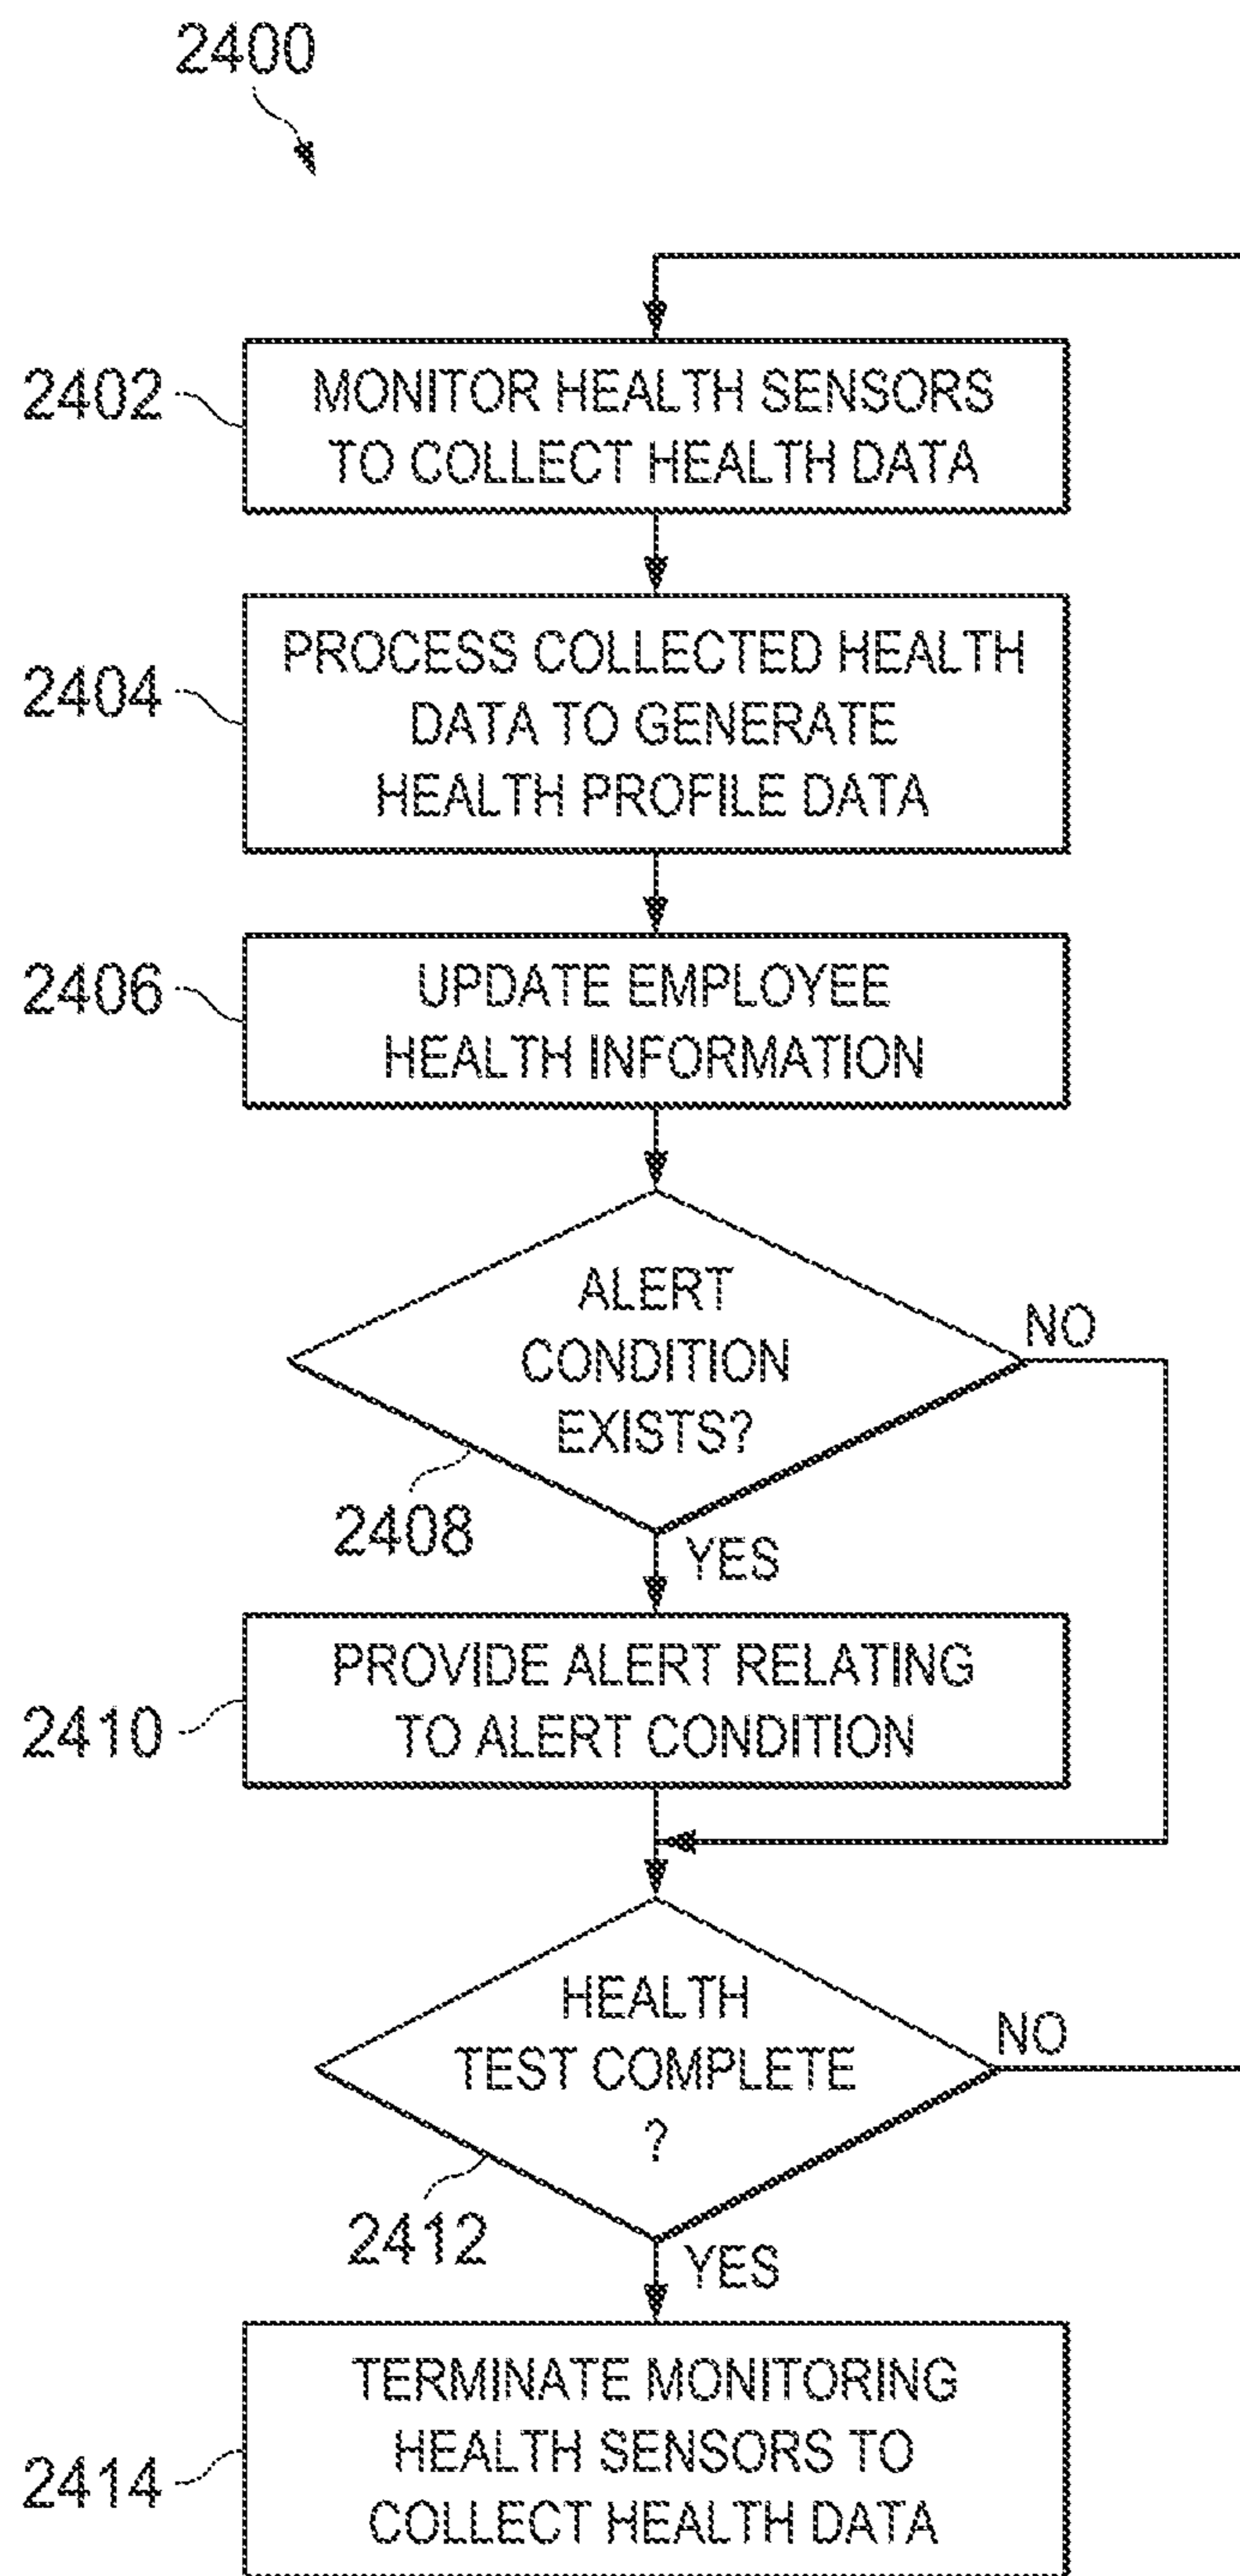 2400
2402
MONITOR HEALTH SENSORS
TO COLLECT HEALTH DATA
2404
PROCESS COLLECTED HEALTH
DATA TO GENERATE
HEALTH PROFILE DATA
2406
UPDATE EMPLOYEE
HEALTH INFORMATION
ALERT
CONDITION
EXISTS?
NO
2408
YES
2410
PROVIDE ALERT RELATING
TO ALERT CONDITION
HEALTH
TEST COMPLETE
?
NO
2412
YES
2414
TERMINATE MONITORING
HEALTH SENSORS TO
COLLECT HEALTH DATA